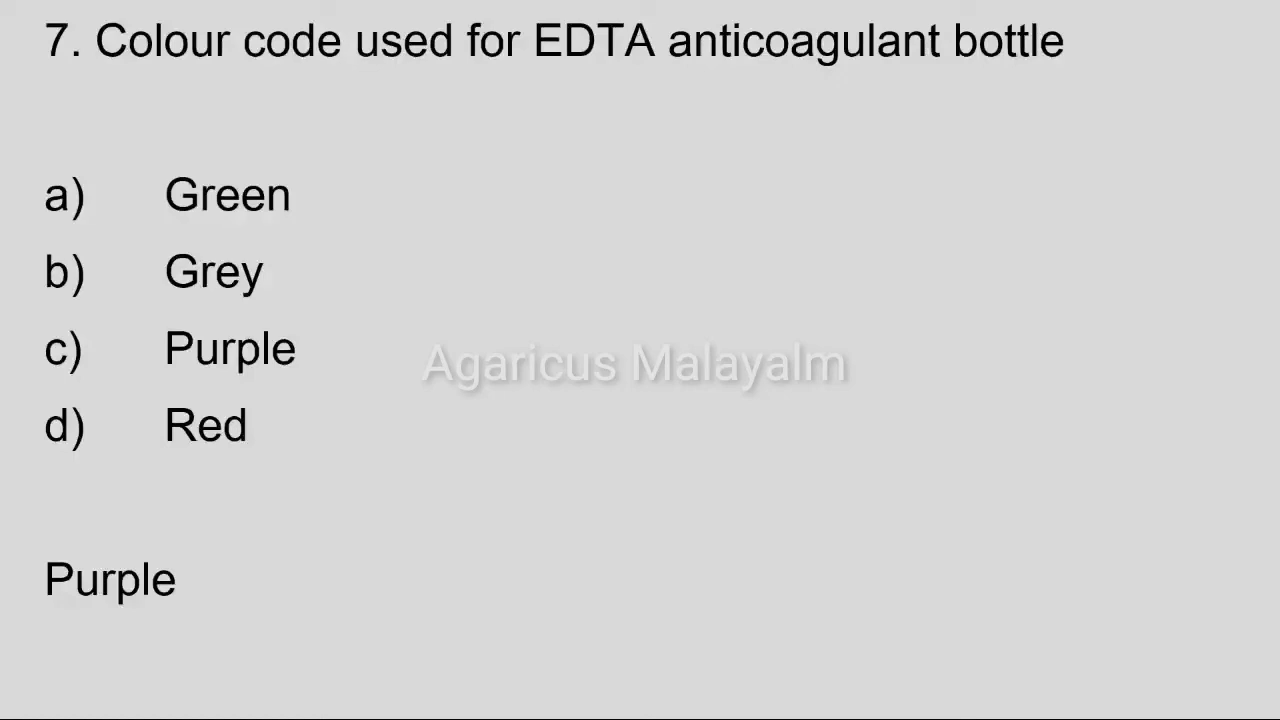 7. Colour code used for EDTA anticoagulant bottle
a) Green
b) Grey
c) Purple
Agaricus Malayalm
d) Red
Purple